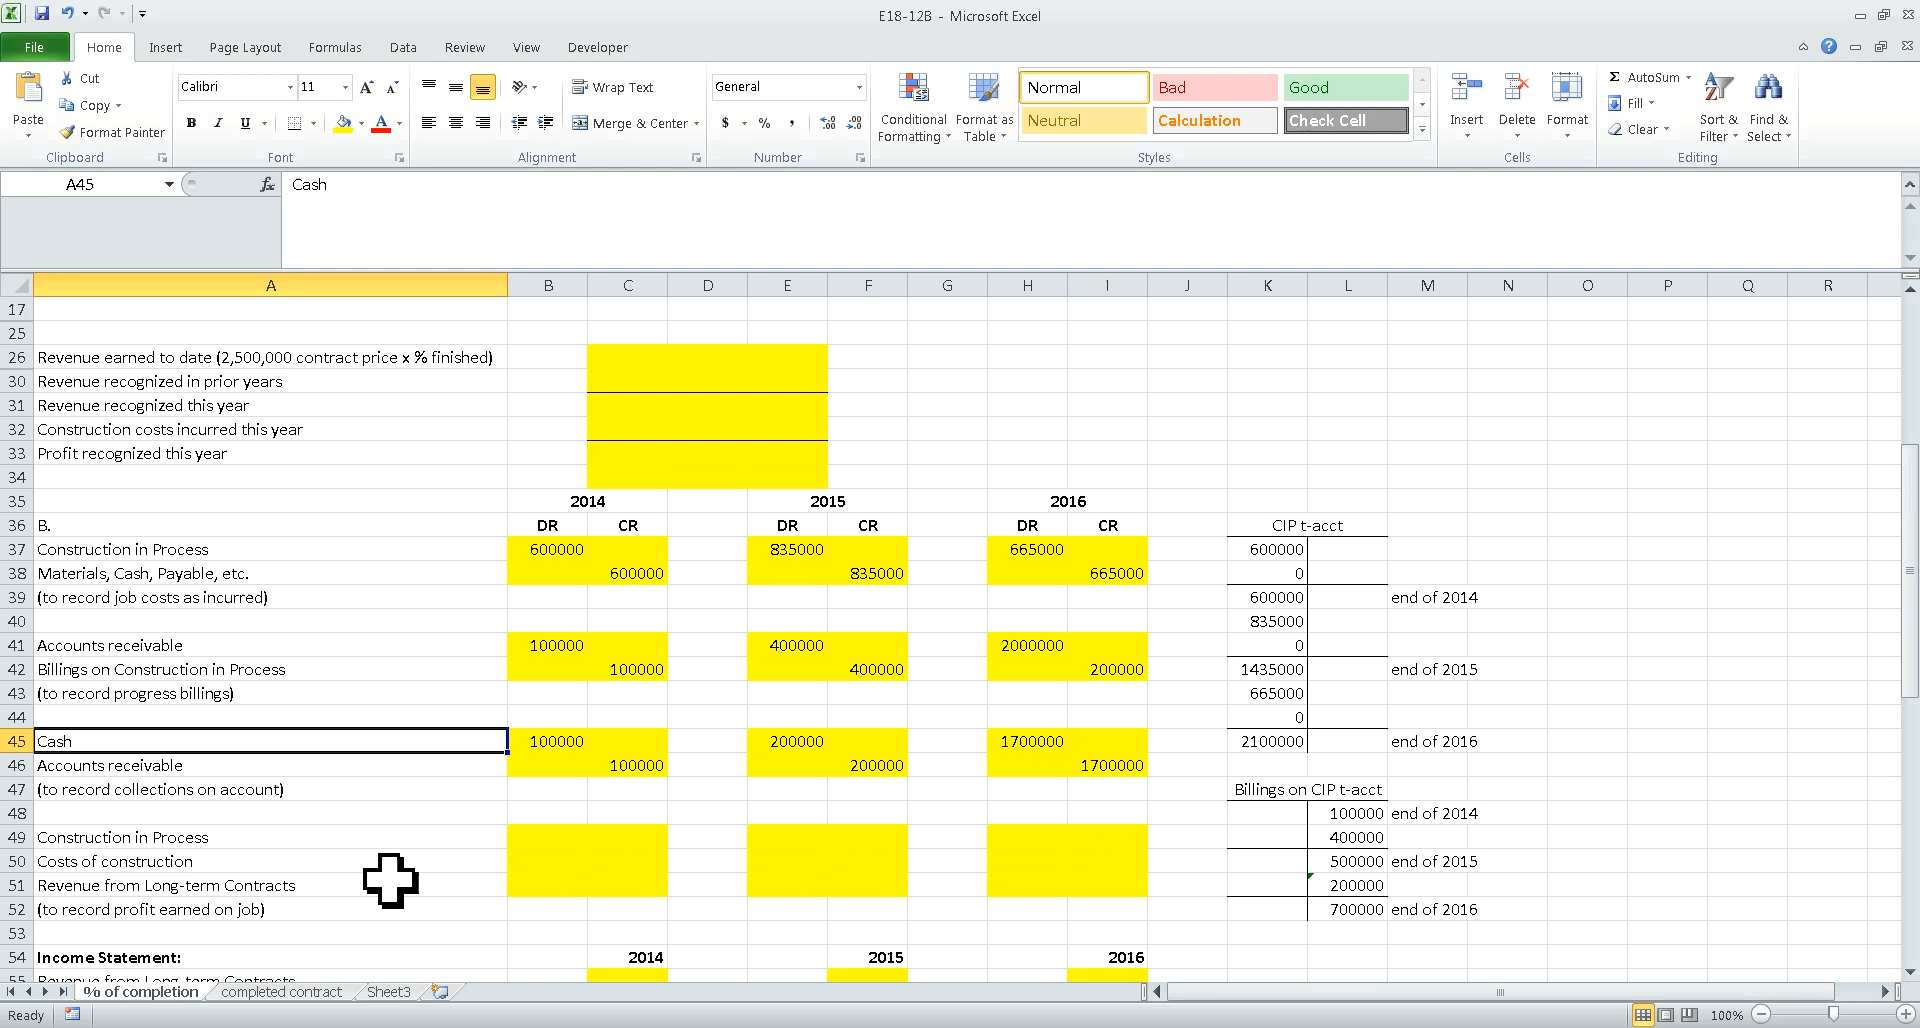 E18-12B - Microsoft Excel
File Home Insert Page Layout Formulas Data Review View Developer
Paste Cut Copy Format Painter Clipboard
Calibri 11 B I U Font
Wrap Text Merge & Center Alignment
General $ % , Number
Conditional Formatting Format as Table
Normal Bad Good
Neutral Calculation Check Cell
Styles
Insert Delete Format Cells
AutoSum Fill Clear Sort & Filter Find & Select Editing
A45 fx Cash
A B C D E F G H I J K L M N O P Q R
17
25
26 Revenue earned to date (2,500,000 contract price x % finished)
30 Revenue recognized in prior years
31 Revenue recognized this year
32 Construction costs incurred this year
33 Profit recognized this year
34
35 2014 2015 2016
36 B. DR CR DR CR DR CR CIP t-acct
37 Construction in Process 600000 835000 665000 600000
38 Materials, Cash, Payable, etc. 600000 835000 665000 0
39 (to record job costs as incurred) 600000 end of 2014
40 835000
41 Accounts receivable 100000 400000 2000000 0
42 Billings on Construction in Process 100000 400000 200000 1435000 end of 2015
43 (to record progress billings) 665000
44 0
45 Cash 100000 200000 1700000 2100000 end of 2016
46 Accounts receivable 100000 200000 1700000
47 (to record collections on account) Billings on CIP t-acct
48 100000 end of 2014
49 Construction in Process 400000
50 Costs of construction 500000 end of 2015
51 Revenue from Long-term Contracts 200000
52 (to record profit earned on job) 700000 end of 2016
53
54 Income Statement: 2014 2015 2016
55 Revenue from Long-term Contracts
% of completion completed contract Sheet3
Ready 100%